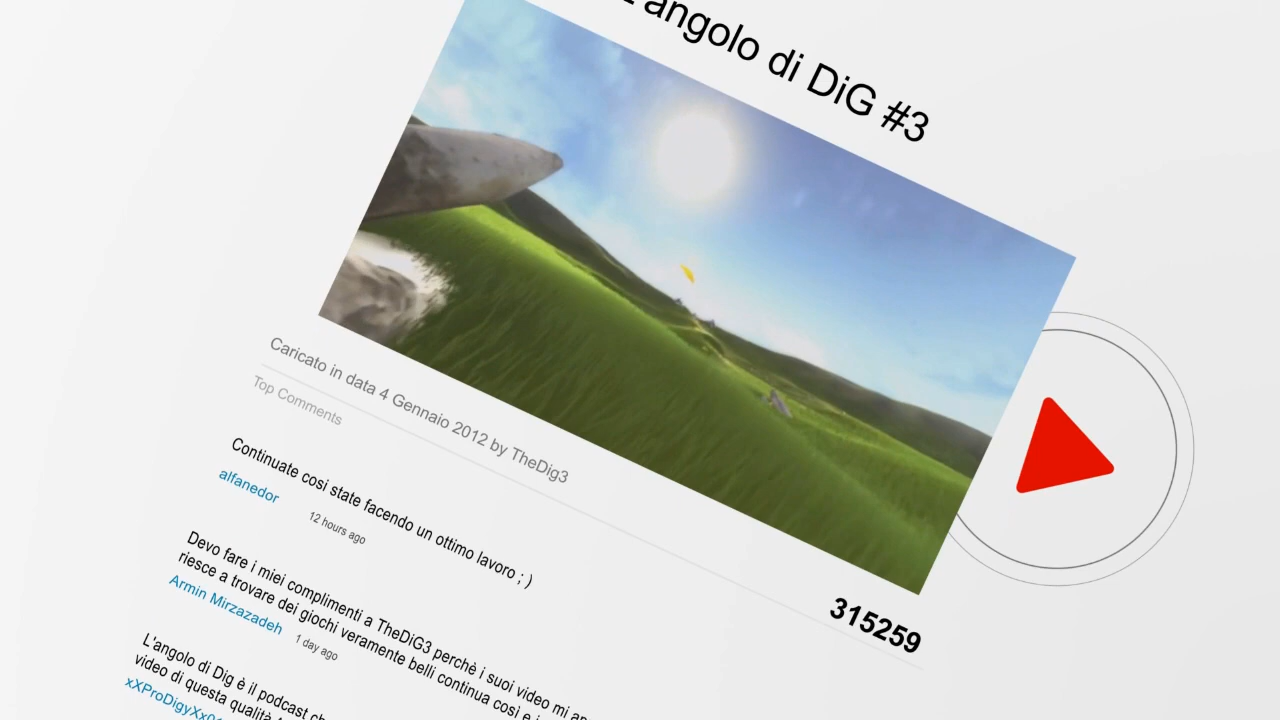 L'angolo di DiG #3
Caricato in data 4 Gennaio 2012 by TheDig3
315259
Top Comments
Continuate così state facendo un ottimo lavoro ; )
alfanedor
12 hours ago
Devo fare i miei complimenti a TheDiG3 perchè i suoi video mi
riesce a trovare dei giochi veramente belli continua così e
Armin Mirzazadeh
1 day ago
L'angolo di Dig è il podcast
video di questa qualità